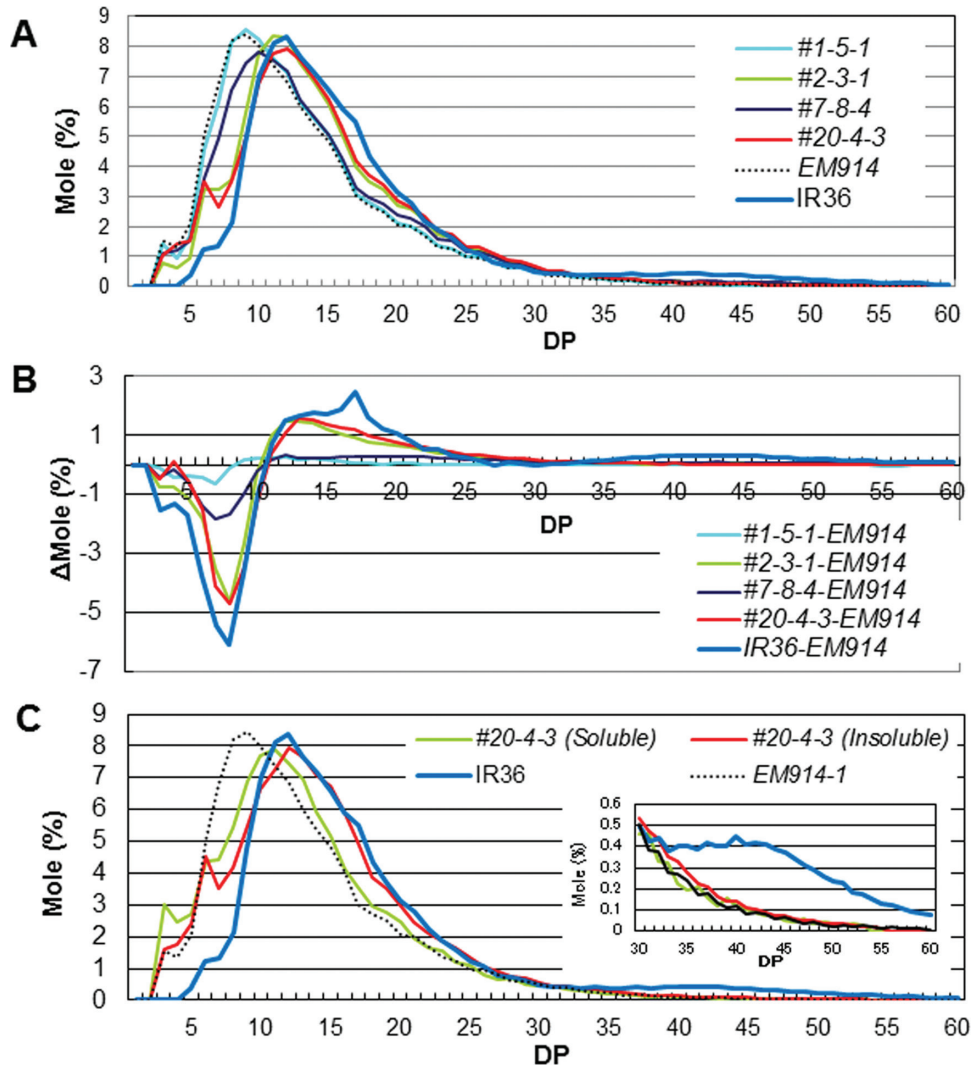 A
Mole (%)
9
8
7
6
5
4
3
2
1
0
#1-5-1
#2-3-1
#7-8-4
#20-4-3
EM914
IR36
5 10 15 20 25 30 35 40 45 50 55 60
DP
B
ΔMole (%)
3
1
-1
-3
-5
-7
5 10 15 20 25 30 35 40 45 50 55 60
DP
#1-5-1-EM914
#2-3-1-EM914
#7-8-4-EM914
#20-4-3-EM914
IR36-EM914
C
Mole (%)
9
8
7
6
5
4
3
2
1
0
#20-4-3 (Soluble) #20-4-3 (Insoluble)
IR36 EM914-1
Mole (%)
0.6
0.5
0.4
0.3
0.2
0.1
0
30 35 40 45 50 55 60
DP
5 10 15 20 25 30 35 40 45 50 55 60
DP